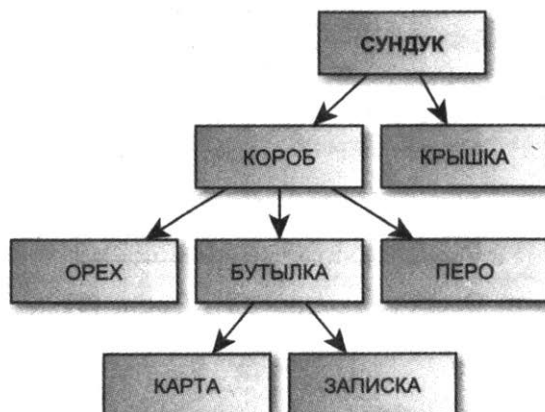 СУНДУК
КОРОБ
КРЫШКА
ОРЕХ
БУТЫЛКА
ПЕРО
КАРТА
ЗАПИСКА